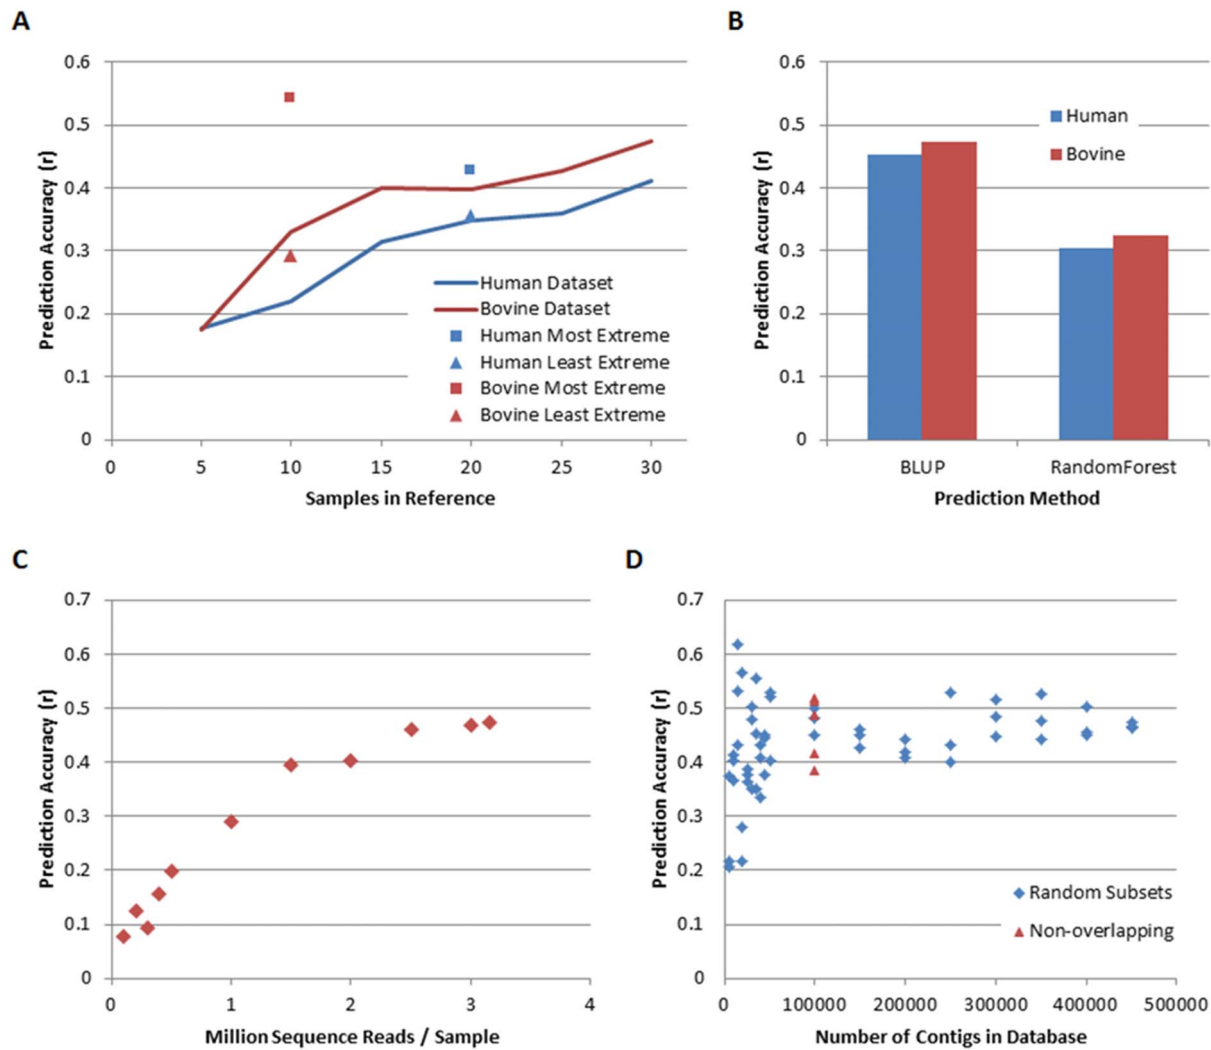 A
0.6
0.5
0.4
0.3
0.2
0.1
0
Prediction Accuracy (r)
Human Dataset
Bovine Dataset
Human Most Extreme
Human Least Extreme
Bovine Most Extreme
Bovine Least Extreme
0 5 10 15 20 25 30
Samples in Reference
B
0.6
0.5
0.4
0.3
0.2
0.1
0
Prediction Accuracy (r)
Human
Bovine
BLUP RandomForest
Prediction Method
C
0.7
0.6
0.5
0.4
0.3
0.2
0.1
0
Prediction Accuracy (r)
0 1 2 3 4
Million Sequence Reads / Sample
D
0.7
0.6
0.5
0.4
0.3
0.2
0.1
0
Prediction Accuracy (r)
Random Subsets
Non-overlapping
0 100000 200000 300000 400000 500000
Number of Contigs in Database